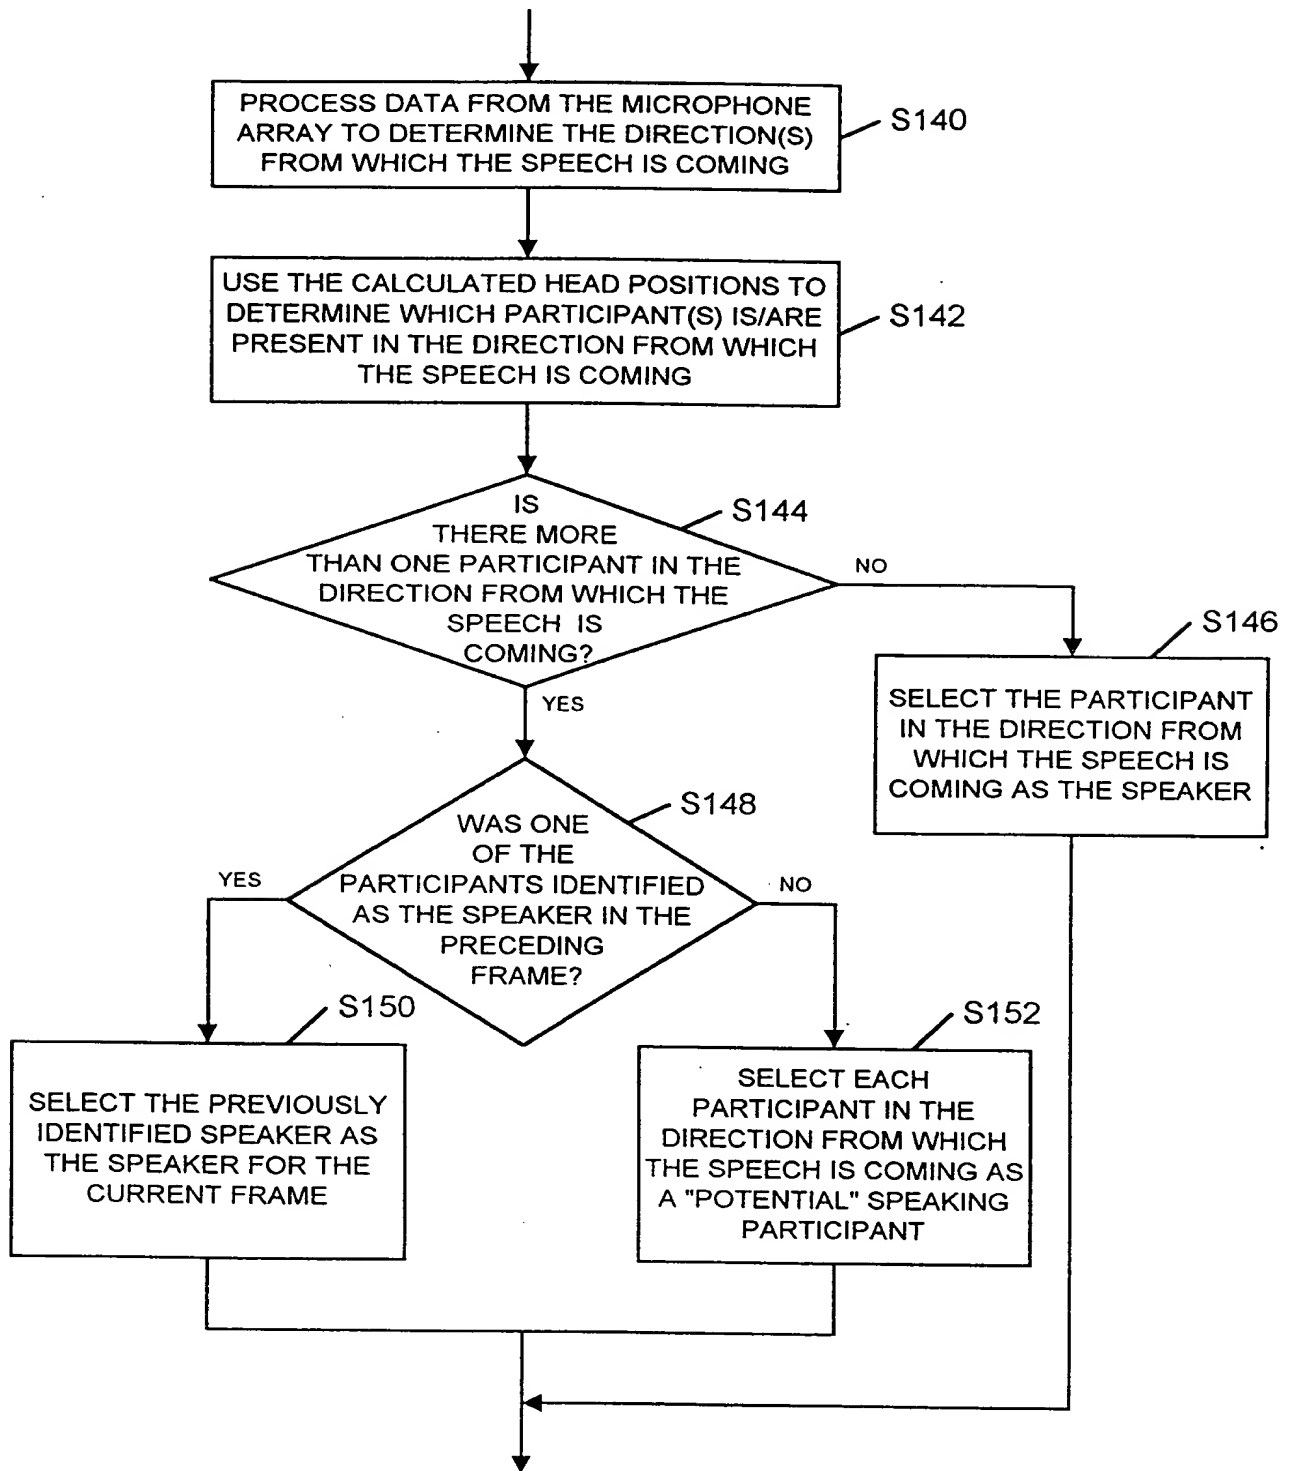 PROCESS DATA FROM THE MICROPHONE
ARRAY TO DETERMINE THE DIRECTION(S)
FROM WHICH THE SPEECH IS COMING
S140
USE THE CALCULATED HEAD POSITIONS TO
DETERMINE WHICH PARTICIPANT(S) IS/ARE
PRESENT IN THE DIRECTION FROM WHICH
THE SPEECH IS COMING
S142
IS
THERE MORE
THAN ONE PARTICIPANT IN THE
DIRECTION FROM WHICH THE
SPEECH IS
COMING?
S144
NO
YES
S146
SELECT THE PARTICIPANT
IN THE DIRECTION FROM
WHICH THE SPEECH IS
COMING AS THE SPEAKER
S148
WAS ONE
OF THE
PARTICIPANTS IDENTIFIED
AS THE SPEAKER IN THE
PRECEDING
FRAME?
YES
NO
S150
SELECT THE PREVIOUSLY
IDENTIFIED SPEAKER AS
THE SPEAKER FOR THE
CURRENT FRAME
S152
SELECT EACH
PARTICIPANT IN THE
DIRECTION FROM WHICH
THE SPEECH IS COMING AS
A "POTENTIAL" SPEAKING
PARTICIPANT